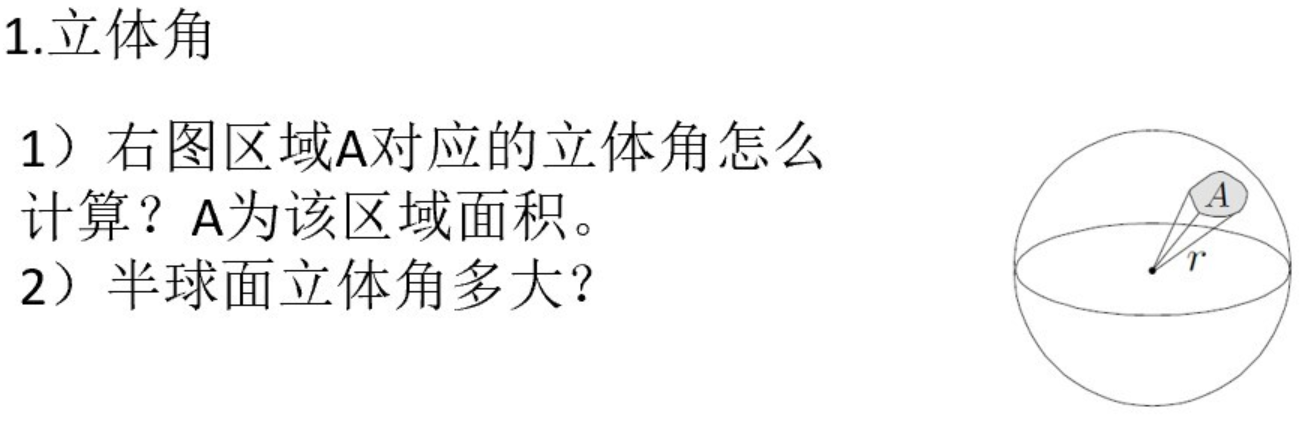 1.立体角
1）右图区域A对应的立体角怎么
计算？A为该区域面积。
2）半球面立体角多大？
A
r